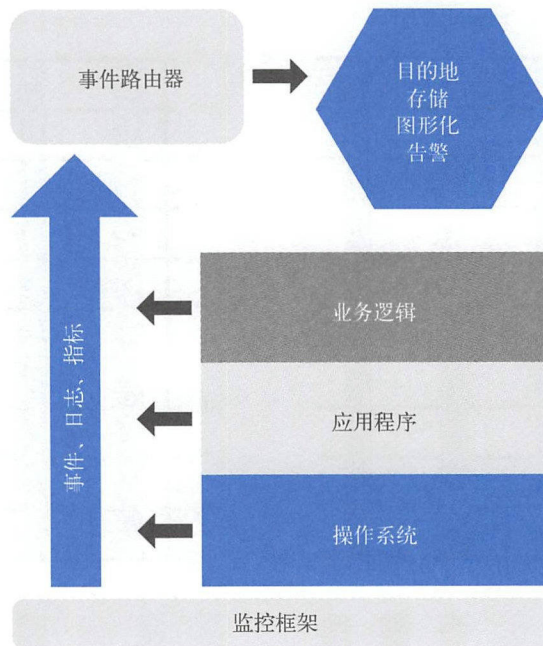 事件路由器
目的地
存储
图形化
告警
事件、日志、指标
业务逻辑
应用程序
操作系统
监控框架